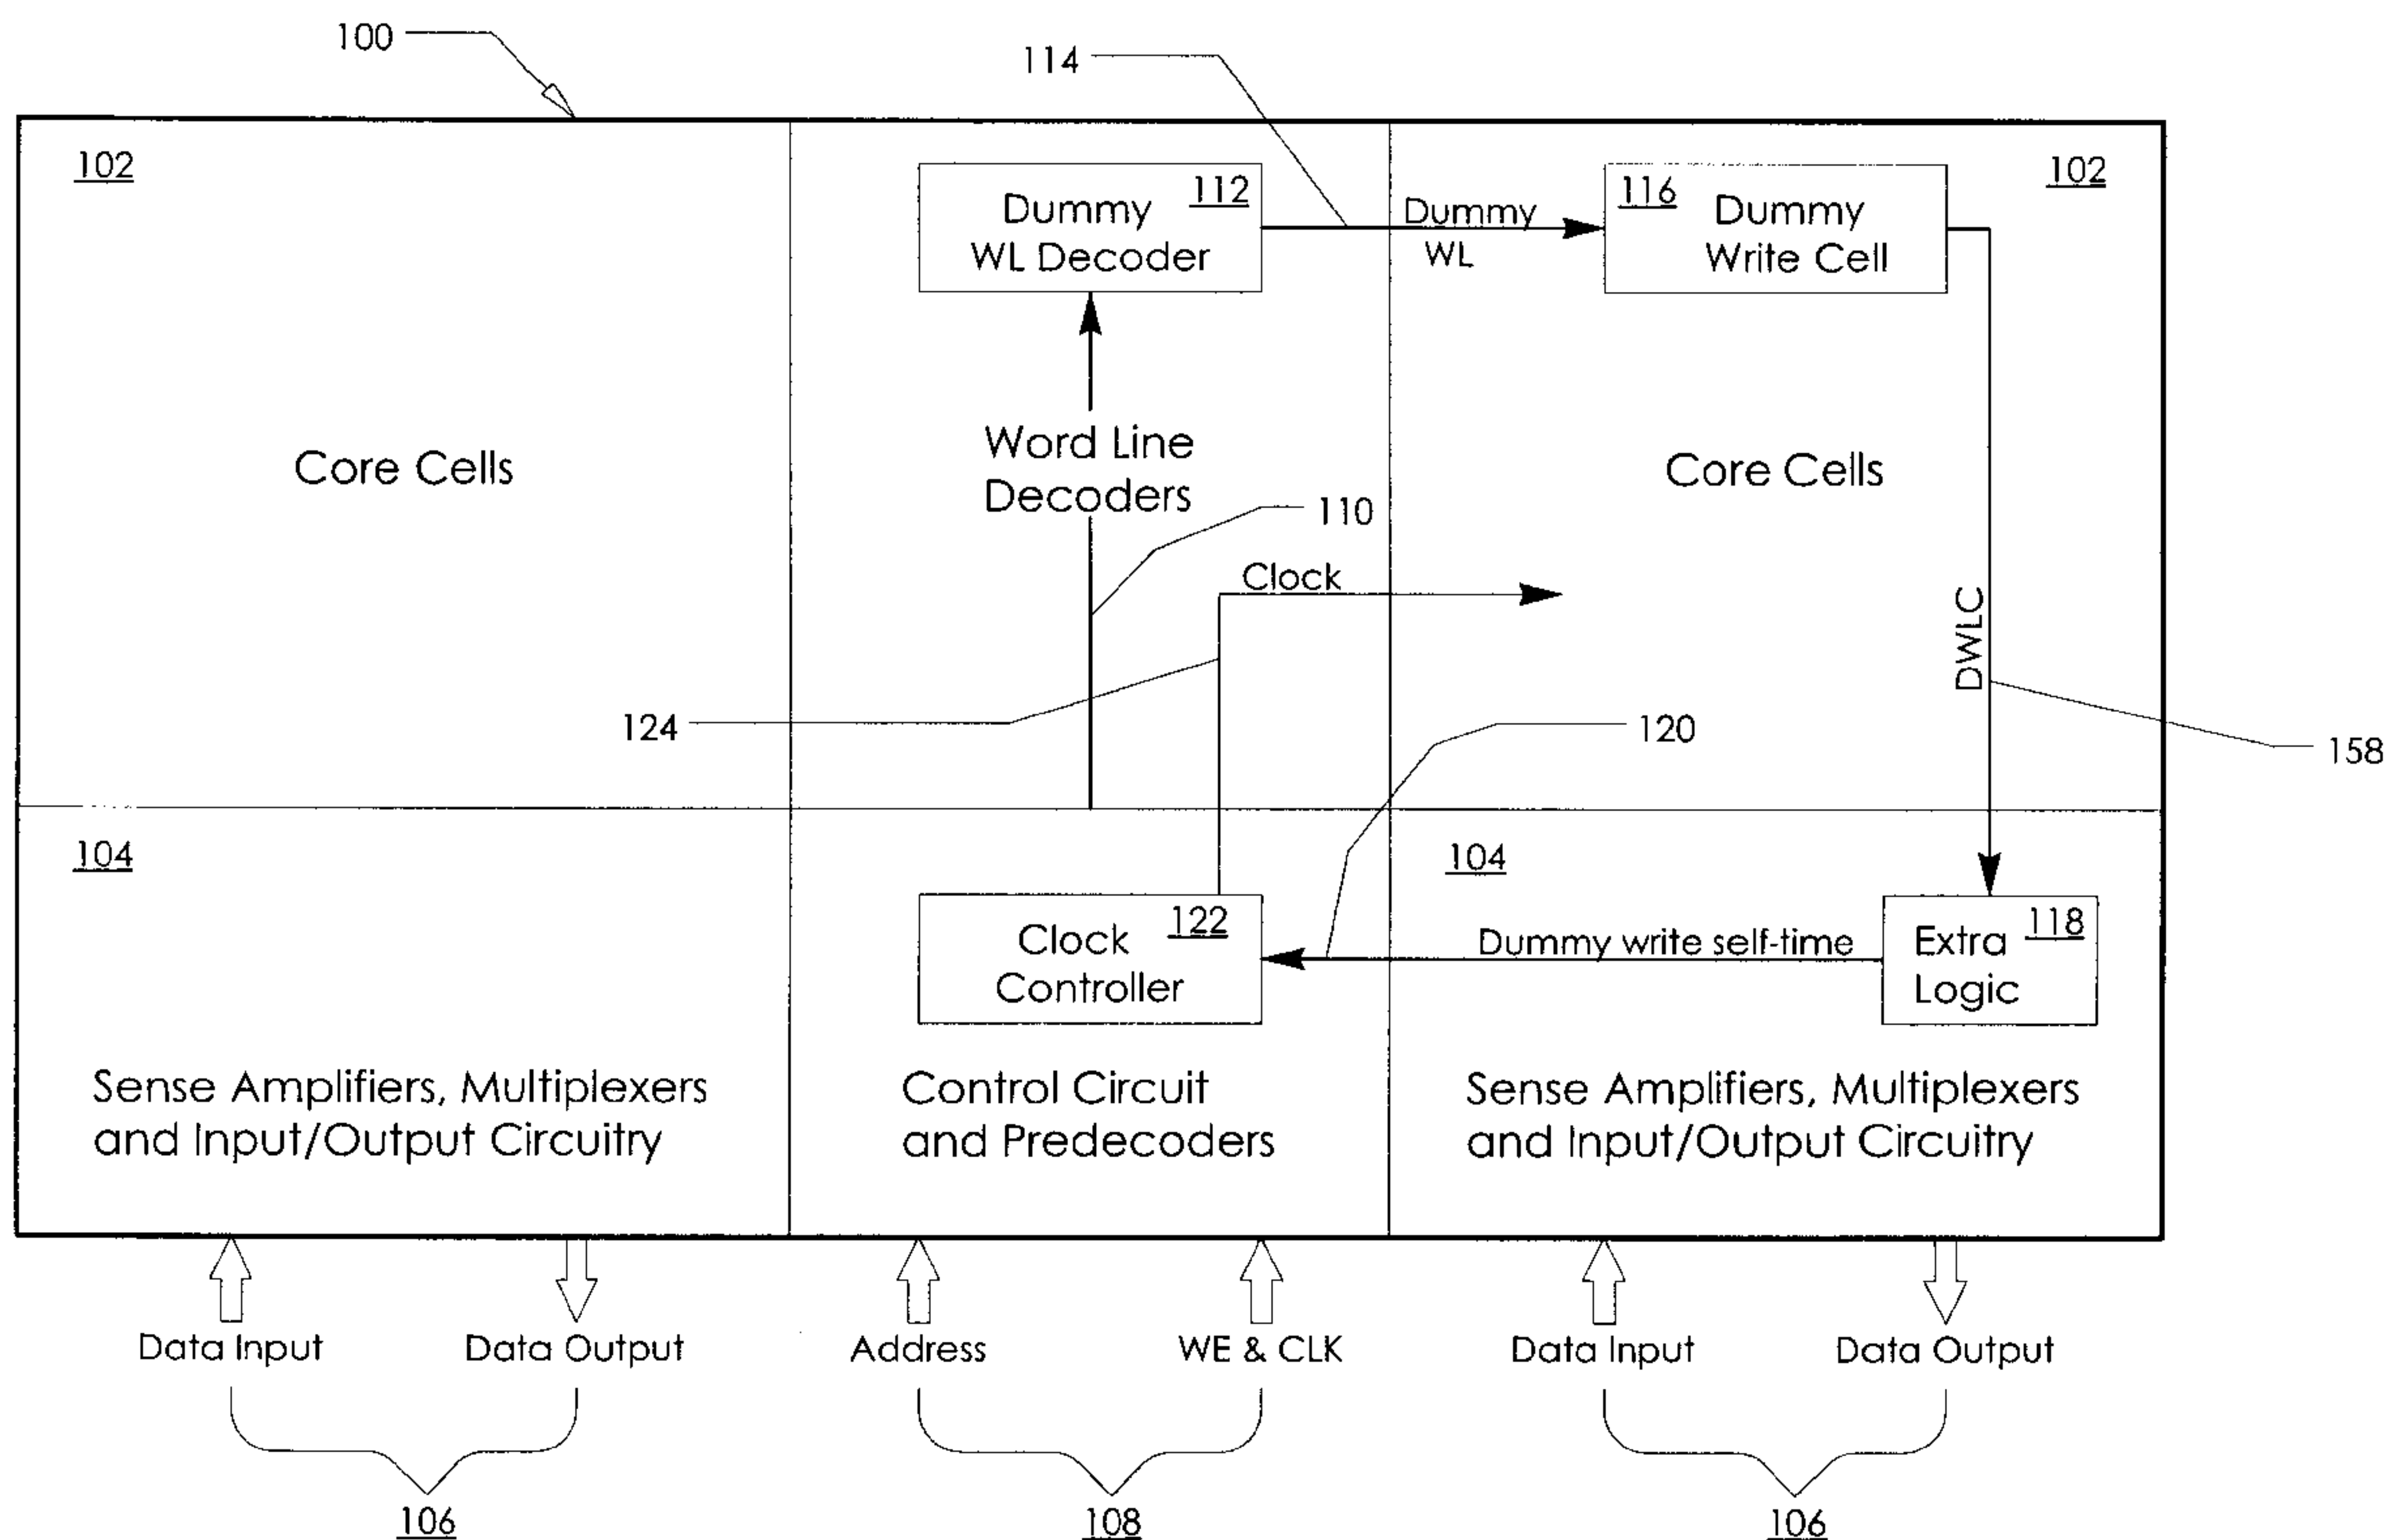 100
114
102
Dummy
WL Decoder
112
Dummy
WL
116
Dummy
Write Cell
102
Core Cells
Word Line
Decoders
Core Cells
110
Clock
DWLC
124
120
158
104
104
Clock
Controller
122
Dummy write self-time
Extra
Logic
118
Sense Amplifiers, Multiplexers
and Input/Output Circuitry
Control Circuit
and Predecoders
Sense Amplifiers, Multiplexers
and Input/Output Circuitry
Data Input
Data Output
Address
WE & CLK
Data Input
Data Output
106
108
106